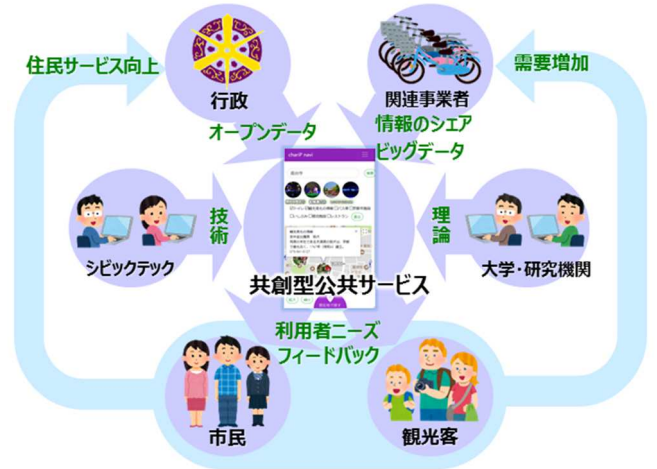 住民サービス向上
行政
オープンデータ
関連事業者
情報のシェア
ビッグデータ
需要増加
シビックテック
技術
理論
大学・研究機関
共創型公共サービス
利用者ニーズ
フィードバック
市民
観光客